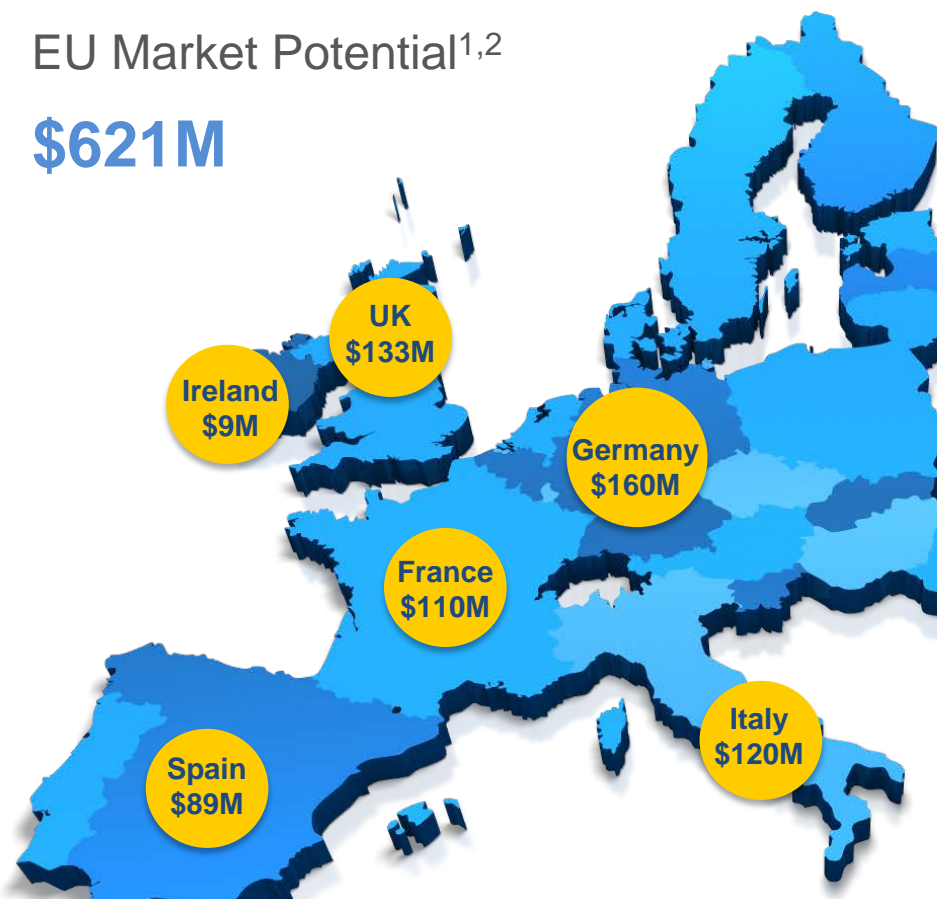 EU Market Potential1,2
$621M
UK
$133M
Ireland
$9M
Germany
$160M
France
$110M
Italy
$120M
Spain
$89M